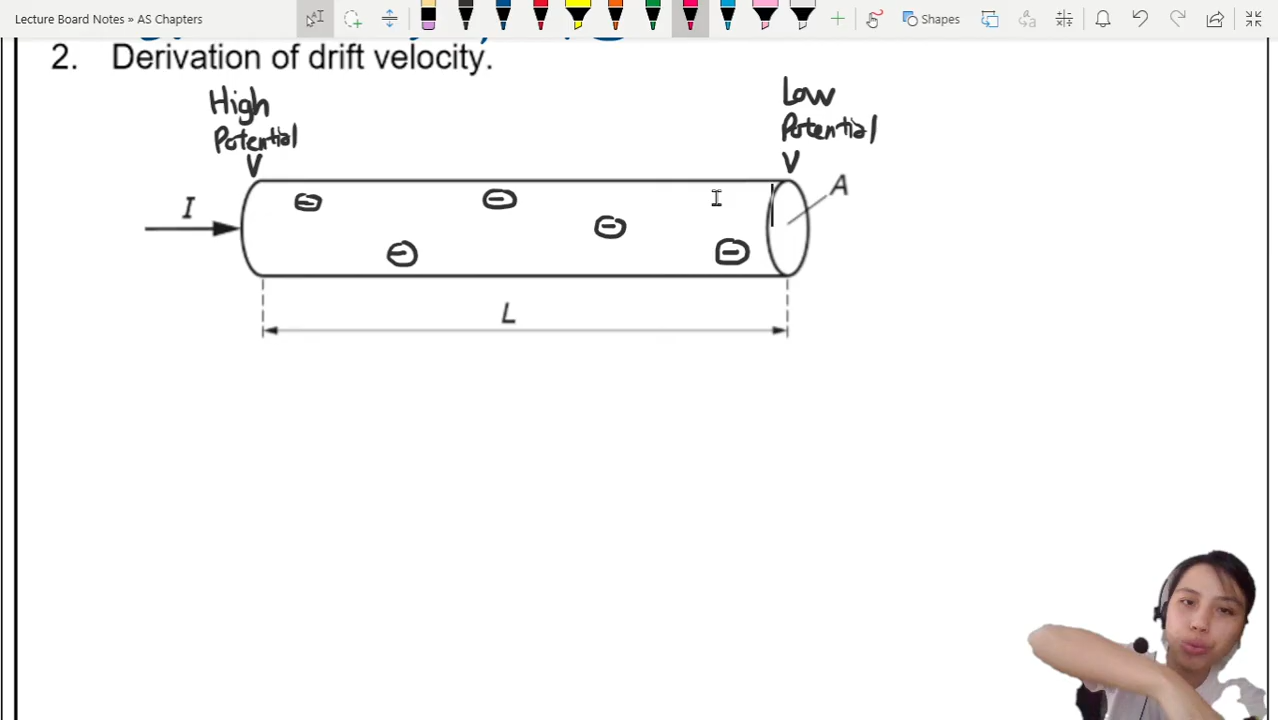 Lecture Board Notes » AS Chapters
Shapes
2. Derivation of drift velocity.
High
Potential
Low
Potential
A
I
L